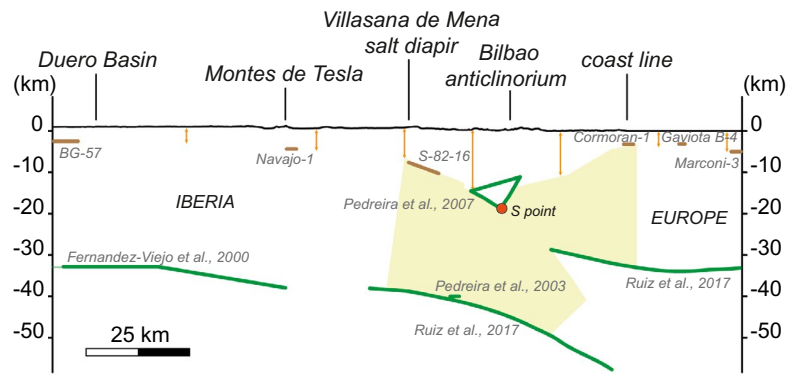 Villasana de Mena
salt diapir
Duero Basin
Bilbao
anticlinorium
coast line
Montes de Tesla
(km)
(km)
0
0
Cormoran-1
Gaviota B-4
BG-57
Navajo-1
S-82-16
Marconi-3
-10
-10
Pedreira et al., 2007
IBERIA
S point
EUROPE
-20
-20
Fernandez-Viejo et al., 2000
-30
-30
Pedreira et al., 2003
Ruiz et al., 2017
-40
-40
Ruiz et al., 2017
25 km
-50
-50